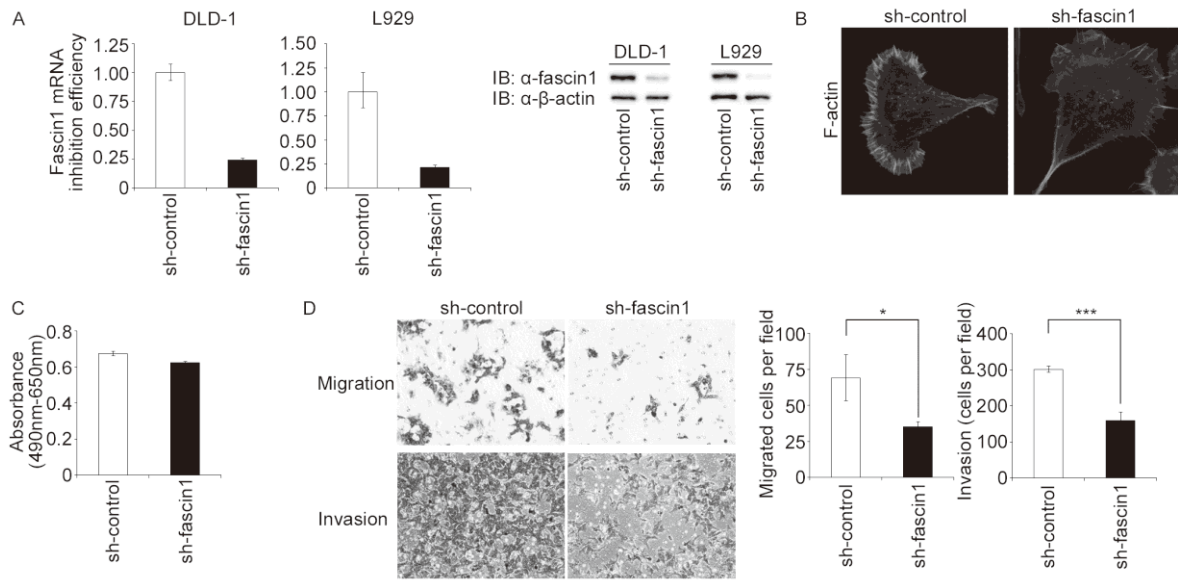 A
DLD-1
L929
Fascin1 mRNA
inhibition efficiency
1.25
1.00
0.75
0.50
0.25
0
sh-control
sh-fascin1
1.50
1.25
1.00
0.75
0.50
0.25
0
sh-control
sh-fascin1
DLD-1 L929
IB: α-fascin1
IB: α-β-actin
sh-control
sh-fascin1
sh-control
sh-fascin1
B
sh-control sh-fascin1
F-actin
C
Absorbance
(490nm-650nm)
0.8
0.6
0.4
0.2
0
sh-control
sh-fascin1
D
sh-control sh-fascin1
Migration
Invasion
Migrated cells per field
100
75
50
25
0
*
sh-control
sh-fascin1
Invasion (cells per field)
400
300
200
100
0
***
sh-control
sh-fascin1